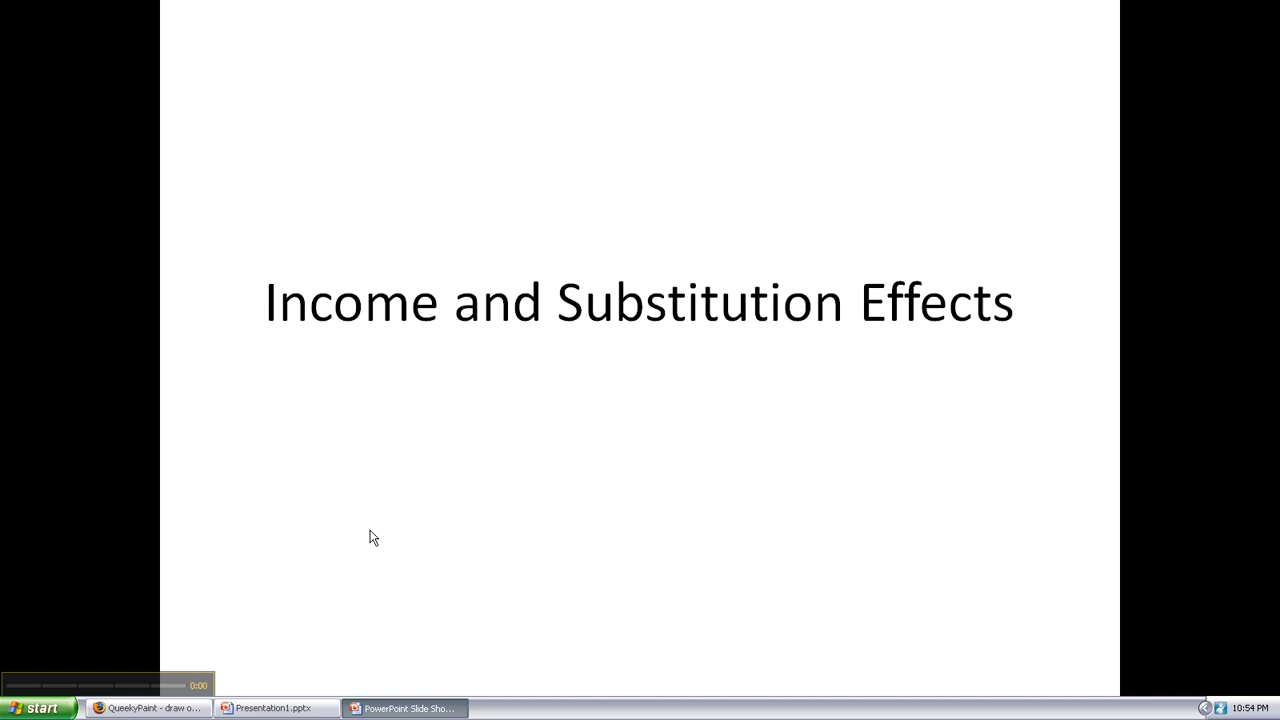 Income and Substitution Effects
0:00
start
QueekyPaint - draw o...
Presentation1.pptx
PowerPoint Slide Sho...
10:54 PM